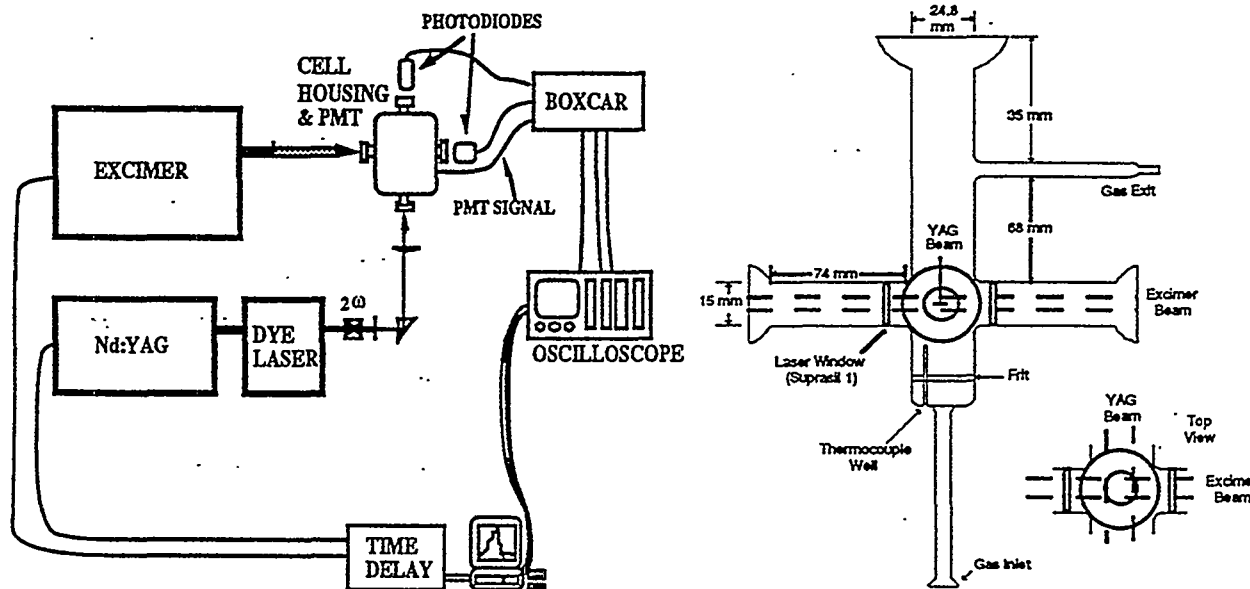 PHOTODIODES
CELL
HOUSING
& PMT
BOXCAR
EXCIMER
PMT SIGNAL
2ω
Nd:YAG
DYE
LASER
OSCILLOSCOPE
TIME
DELAY
24.8
mm
35 mm
Gas Exit
68 mm
YAG
Beam
74 mm
15 mm
Excimer
Beam
Laser Window
(Suprasil 1)
Frit
Thermocouple
Well
YAG
Beam
Top
View
Excime
Beam
Gas Inlet